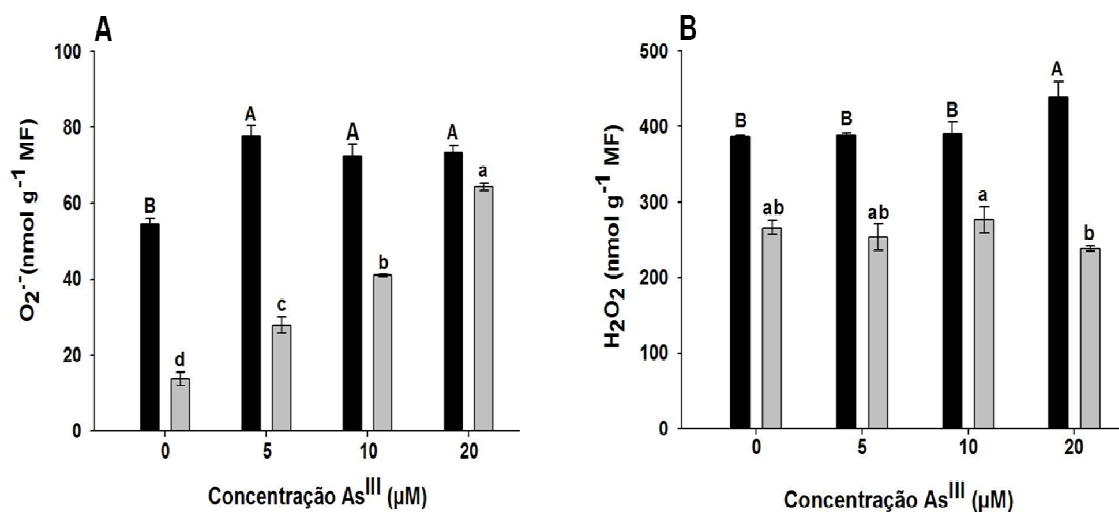 A
O2·-(nmol g-1 MF)
100
80
60
40
20
0
B
A
A
A
d
c
b
a
0 5 10 20
Concentração AsIII (µM)
B
H2O2 (nmol g-1 MF)
500
400
300
200
100
0
B
B
B
A
ab
ab
a
b
0 5 10 20
Concentração AsIII (µM)